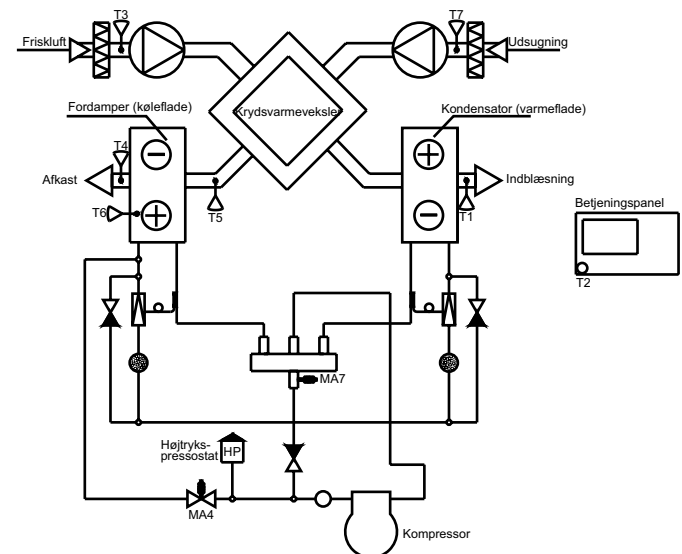 T3
T7
Friskluft
Udsugning
Fordamper (køleflade)
Krydsvarmeveksler
Kondensator (varmeflade)
T4
Afkast
Indblæsning
T6
T5
T1
Betjeningspanel
T2
MA7
Højtryks-
pressostat
HP
MA4
Kompressor